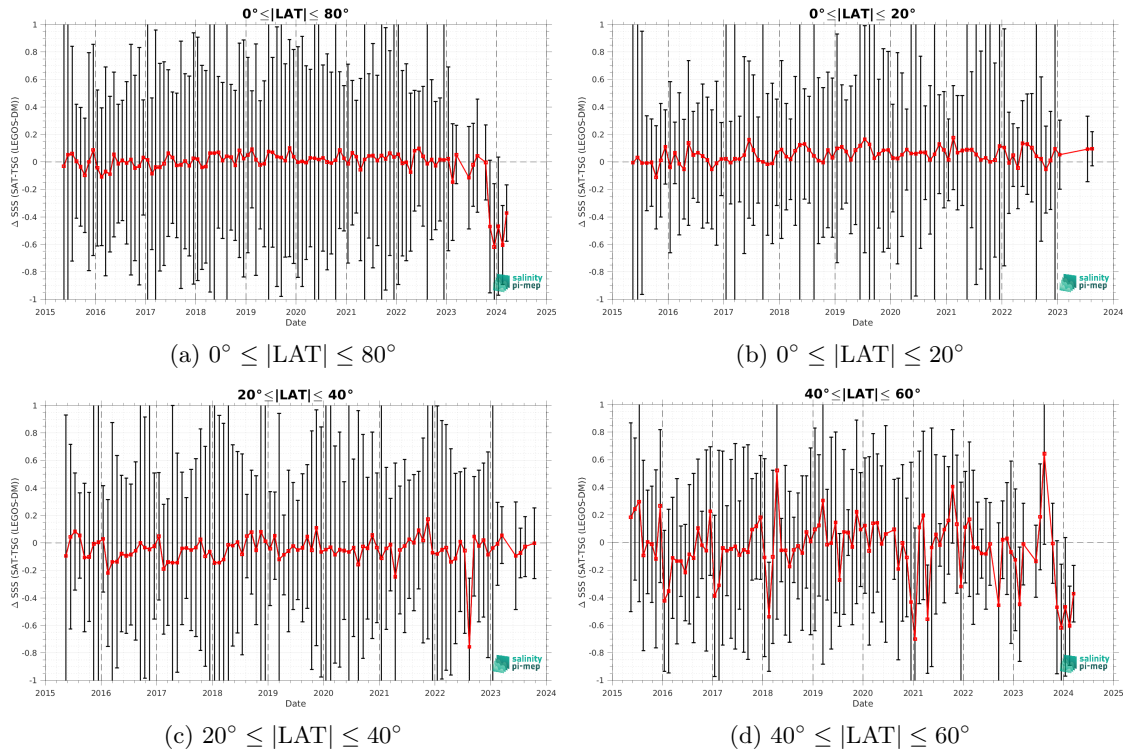 0°≤|LAT|≤ 80°
Δ SSS (SAT-TSG (LEGOS-DM))
1
0.8
0.6
0.4
0.2
0
-0.2
-0.4
-0.6
-0.8
-1
2015 2016 2017 2018 2019 2020 2021 2022 2023 2024 2025
Date
salinity
pi-mep
(a) 0° ≤ |LAT| ≤ 80°
0°≤|LAT|≤ 20°
Δ SSS (SAT-TSG (LEGOS-DM))
1
0.8
0.6
0.4
0.2
0
-0.2
-0.4
-0.6
-0.8
-1
2015 2016 2017 2018 2019 2020 2021 2022 2023 2024
Date
salinity
pi-mep
(b) 0° ≤ |LAT| ≤ 20°
20°≤|LAT|≤ 40°
Δ SSS (SAT-TSG (LEGOS-DM))
1
0.8
0.6
0.4
0.2
0
-0.2
-0.4
-0.6
-0.8
-1
2015 2016 2017 2018 2019 2020 2021 2022 2023 2024
Date
salinity
pi-mep
(c) 20° ≤ |LAT| ≤ 40°
40°≤|LAT|≤ 60°
Δ SSS (SAT-TSG (LEGOS-DM))
1
0.8
0.6
0.4
0.2
0
-0.2
-0.4
-0.6
-0.8
-1
2015 2016 2017 2018 2019 2020 2021 2022 2023 2024 2025
Date
salinity
pi-mep
(d) 40° ≤ |LAT| ≤ 60°